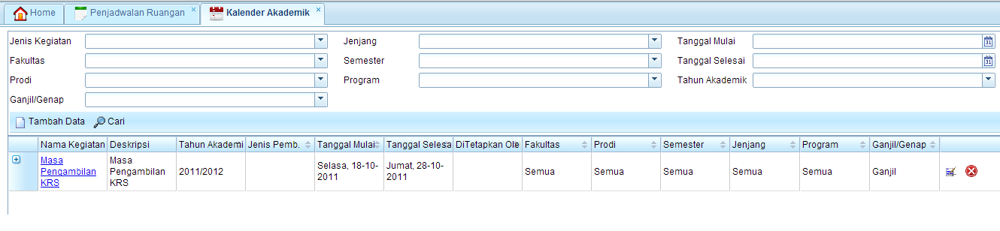 Home Penjadwalan Ruangan × Kalender Akademik ×
Jenis Kegiatan Jenjang Tanggal Mulai 31
Fakultas Semester Tanggal Selesai 31
Prodi Program Tahun Akademik
Ganjil/Genap
Tambah Data Cari
Nama Kegiatan Deskripsi Tahun Akademi Jenis Pemb. Tanggal Mulai Tanggal Selesa DiTetapkan Ole Fakultas Prodi Semester Jenjang Program Ganjil/Genap
Masa Masa
Pengambilan Pengambilan 2011/2012 Selasa, 18-10- Jumat, 28-10- Semua Semua Semua Semua Semua Ganjil
KRS KRS 2011 2011